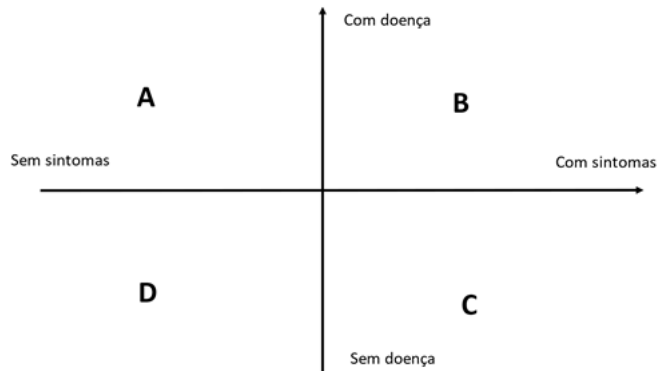 Com doença
A
B
Sem sintomas
Com sintomas
D
C
Sem doença